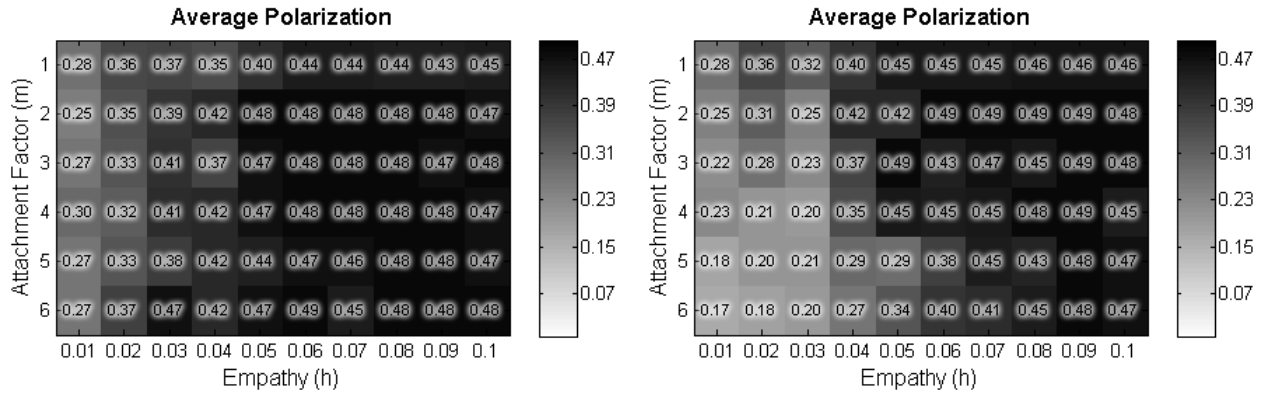 Average Polarization
Attachment Factor (m)
1 0.28 0.36 0.37 0.35 0.40 0.44 0.44 0.44 0.43 0.45
2 0.25 0.35 0.39 0.42 0.48 0.48 0.48 0.48 0.48 0.47
3 0.27 0.33 0.41 0.37 0.47 0.48 0.48 0.48 0.47 0.48
4 0.30 0.32 0.41 0.42 0.47 0.48 0.48 0.48 0.48 0.47
5 0.27 0.33 0.38 0.42 0.44 0.47 0.46 0.48 0.48 0.47
6 0.27 0.37 0.47 0.42 0.47 0.49 0.45 0.48 0.48 0.48
0.01 0.02 0.03 0.04 0.05 0.06 0.07 0.08 0.09 0.1
Empathy (h)
0.47
0.39
0.31
0.23
0.15
0.07
Average Polarization
Attachment Factor (m)
1 0.28 0.36 0.32 0.40 0.45 0.45 0.45 0.46 0.46 0.46
2 0.25 0.31 0.25 0.42 0.42 0.49 0.49 0.49 0.49 0.48
3 0.22 0.28 0.23 0.37 0.49 0.43 0.47 0.45 0.49 0.48
4 0.23 0.21 0.20 0.35 0.45 0.45 0.45 0.48 0.49 0.45
5 0.18 0.20 0.21 0.29 0.29 0.38 0.45 0.43 0.48 0.47
6 0.17 0.18 0.20 0.27 0.34 0.40 0.41 0.45 0.48 0.47
0.01 0.02 0.03 0.04 0.05 0.06 0.07 0.08 0.09 0.1
Empathy (h)
0.47
0.39
0.31
0.23
0.15
0.07